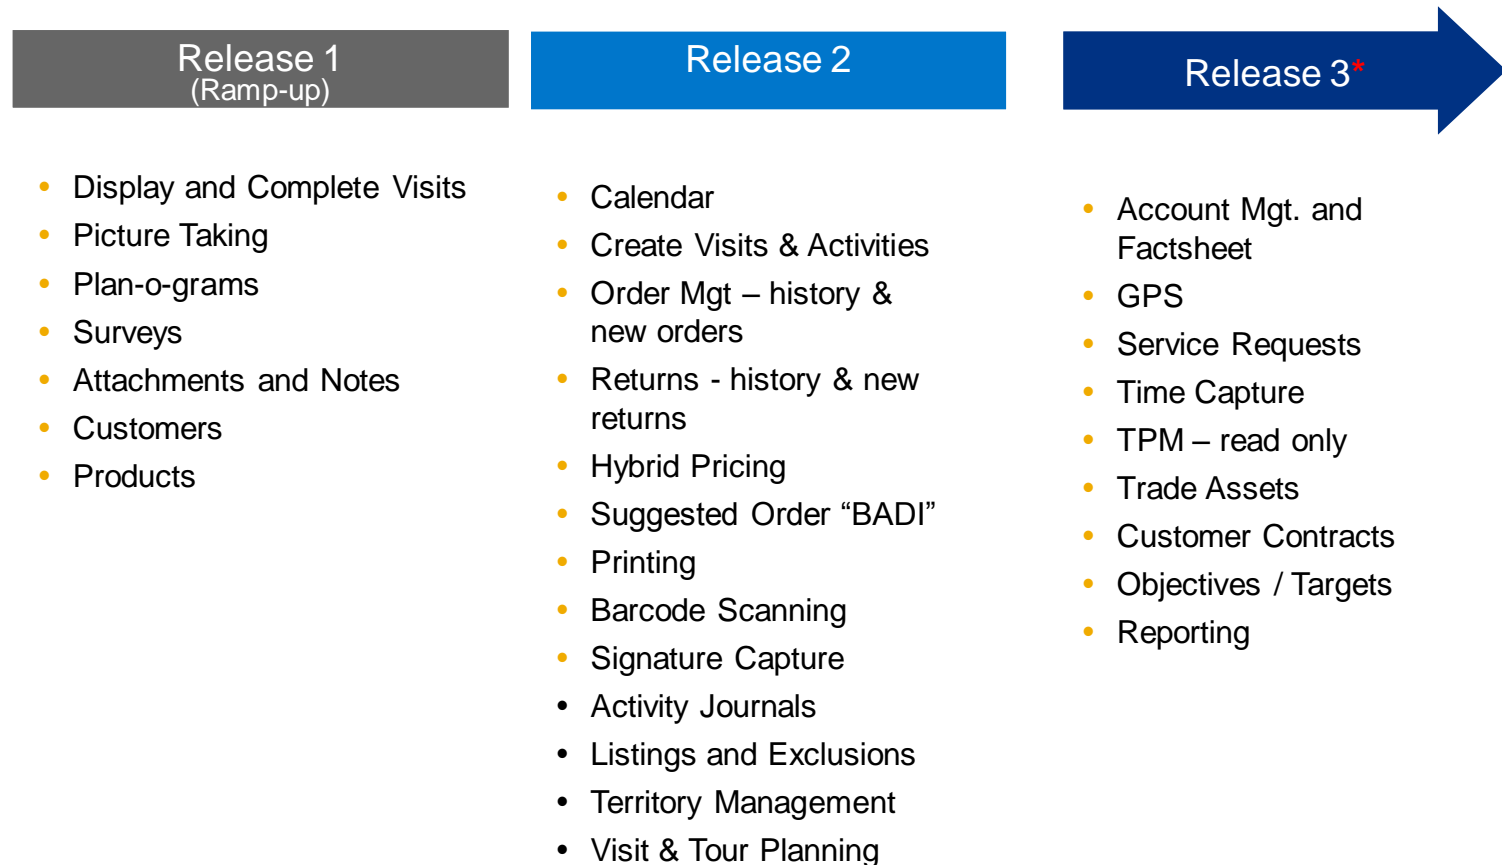 Release 1
(Ramp-up)
• Display and Complete Visits
• Picture Taking
• Plan-o-grams
• Surveys
• Attachments and Notes
• Customers
• Products
Release 2
• Calendar
• Create Visits & Activities
• Order Mgt – history &
new orders
• Returns - history & new
returns
• Hybrid Pricing
• Suggested Order “BADI”
• Printing
• Barcode Scanning
• Signature Capture
• Activity Journals
• Listings and Exclusions
• Territory Management
• Visit & Tour Planning
Release 3*
• Account Mgt. and
Factsheet
• GPS
• Service Requests
• Time Capture
• TPM – read only
• Trade Assets
• Customer Contracts
• Objectives / Targets
• Reporting